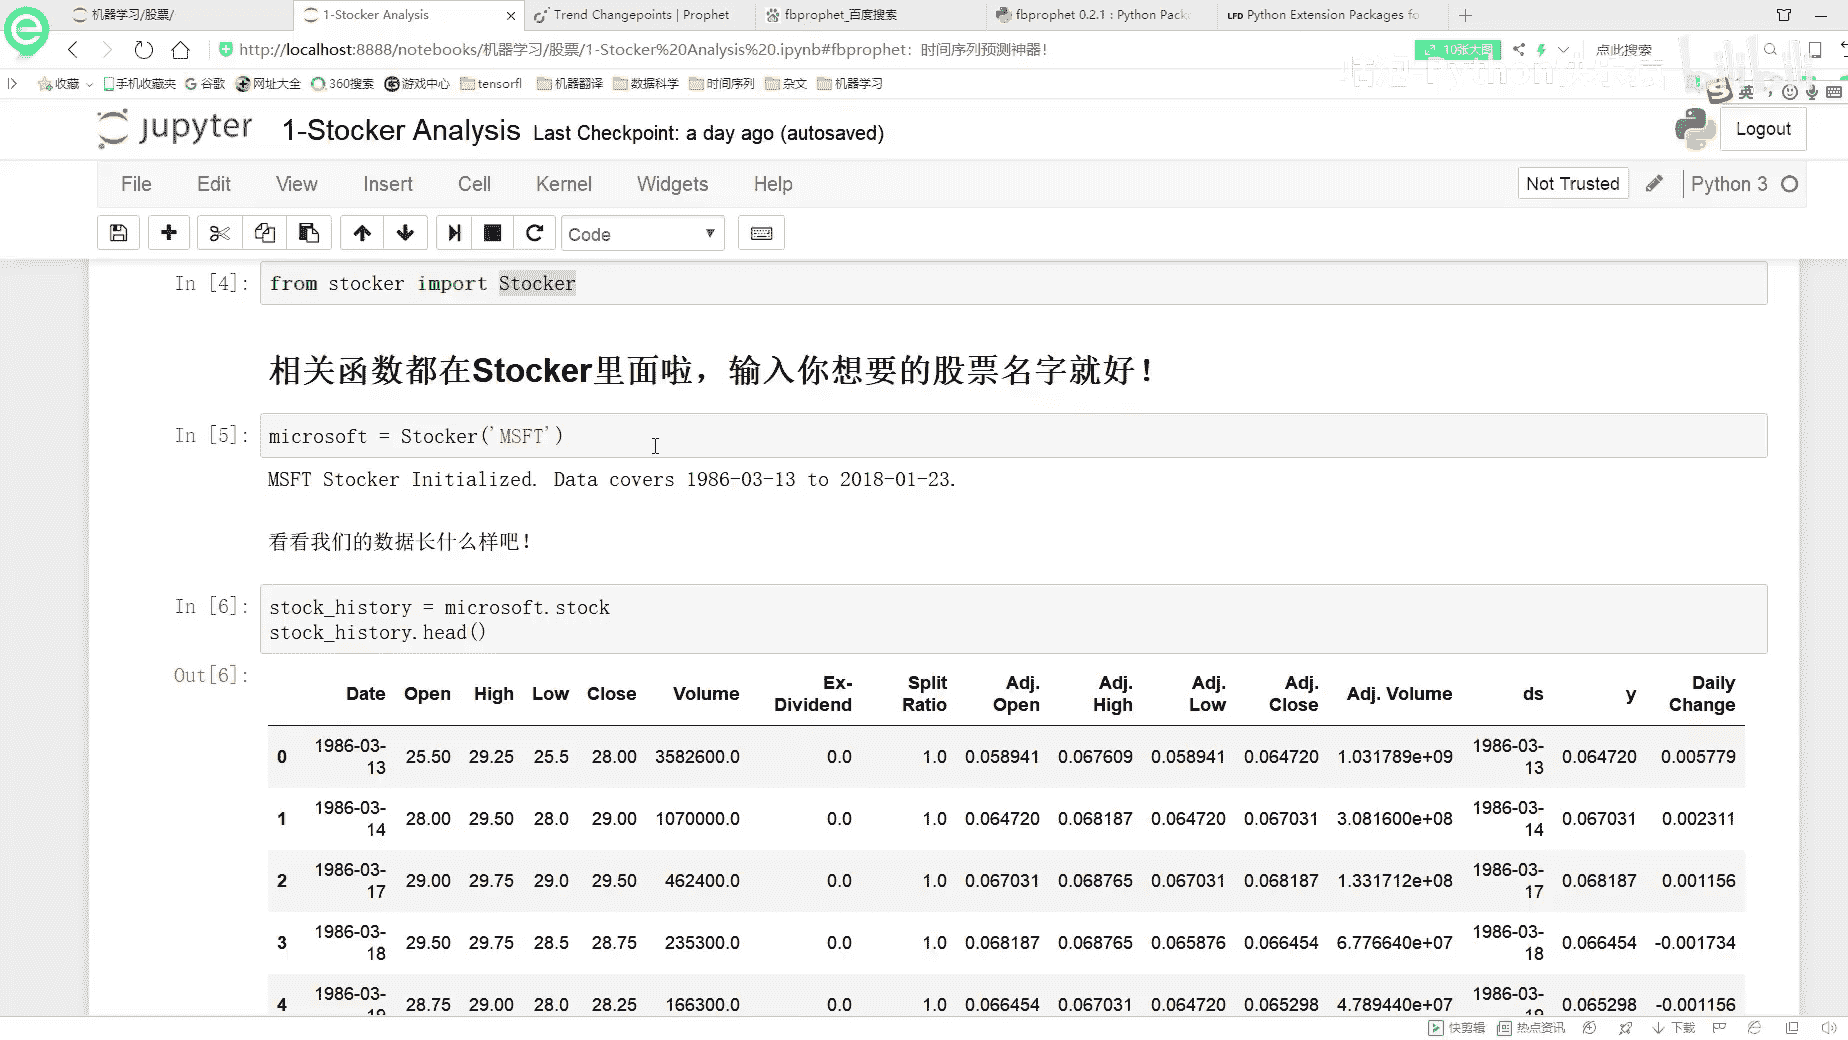 机器学习/股票/
1-Stocker Analysis
Trend Changepoints | Prophet
fbprophet_百度搜索
fbprophet 0.2.1 : Python Pack
LFD Python Extension Packages fo
http://localhost:8888/notebooks/机器学习/股票/1-Stocker%20Analysis%20.ipynb#fbprophet：时间序列预测神器!
10张大图
点此搜索
收藏 手机收藏夹 谷歌 网址大全 360搜索 游戏中心 tensorfl 机器翻译 数据科学 时间序列 杂文 机器学习
英
jupyter 1-Stocker Analysis Last Checkpoint: a day ago (autosaved)
Logout
File Edit View Insert Cell Kernel Widgets Help
Not Trusted
Python 3
Code
In [4]: from stocker import Stocker
相关函数都在Stocker里面啦，输入你想要的股票名字就好！
In [5]: microsoft = Stocker('MSFT')
MSFT Stocker Initialized. Data covers 1986-03-13 to 2018-01-23.
看看我们的数据长什么样吧！
In [6]: stock_history = microsoft.stock
stock_history.head()
Out[6]:
Date Open High Low Close Volume Ex-Dividend Split Ratio Adj. Open Adj. High Adj. Low Adj. Close Adj. Volume ds y Daily Change
0 1986-03-13 25.50 29.25 25.5 28.00 3582600.0 0.0 1.0 0.058941 0.067609 0.058941 0.064720 1.031789e+09 1986-03-13 0.064720 0.005779
1 1986-03-14 28.00 29.50 28.0 29.00 1070000.0 0.0 1.0 0.064720 0.068187 0.064720 0.067031 3.081600e+08 1986-03-14 0.067031 0.002311
2 1986-03-17 29.00 29.75 29.0 29.50 462400.0 0.0 1.0 0.067031 0.068765 0.067031 0.068187 1.331712e+08 1986-03-17 0.068187 0.001156
3 1986-03-18 29.50 29.75 28.5 28.75 235300.0 0.0 1.0 0.068187 0.068765 0.065876 0.066454 6.776640e+07 1986-03-18 0.066454 -0.001734
4 1986-03- 28.75 29.00 28.0 28.25 166300.0 0.0 1.0 0.066454 0.067031 0.064720 0.065298 4.789440e+07 1986-03- 0.065298 -0.001156
快剪辑 热点资讯 下载